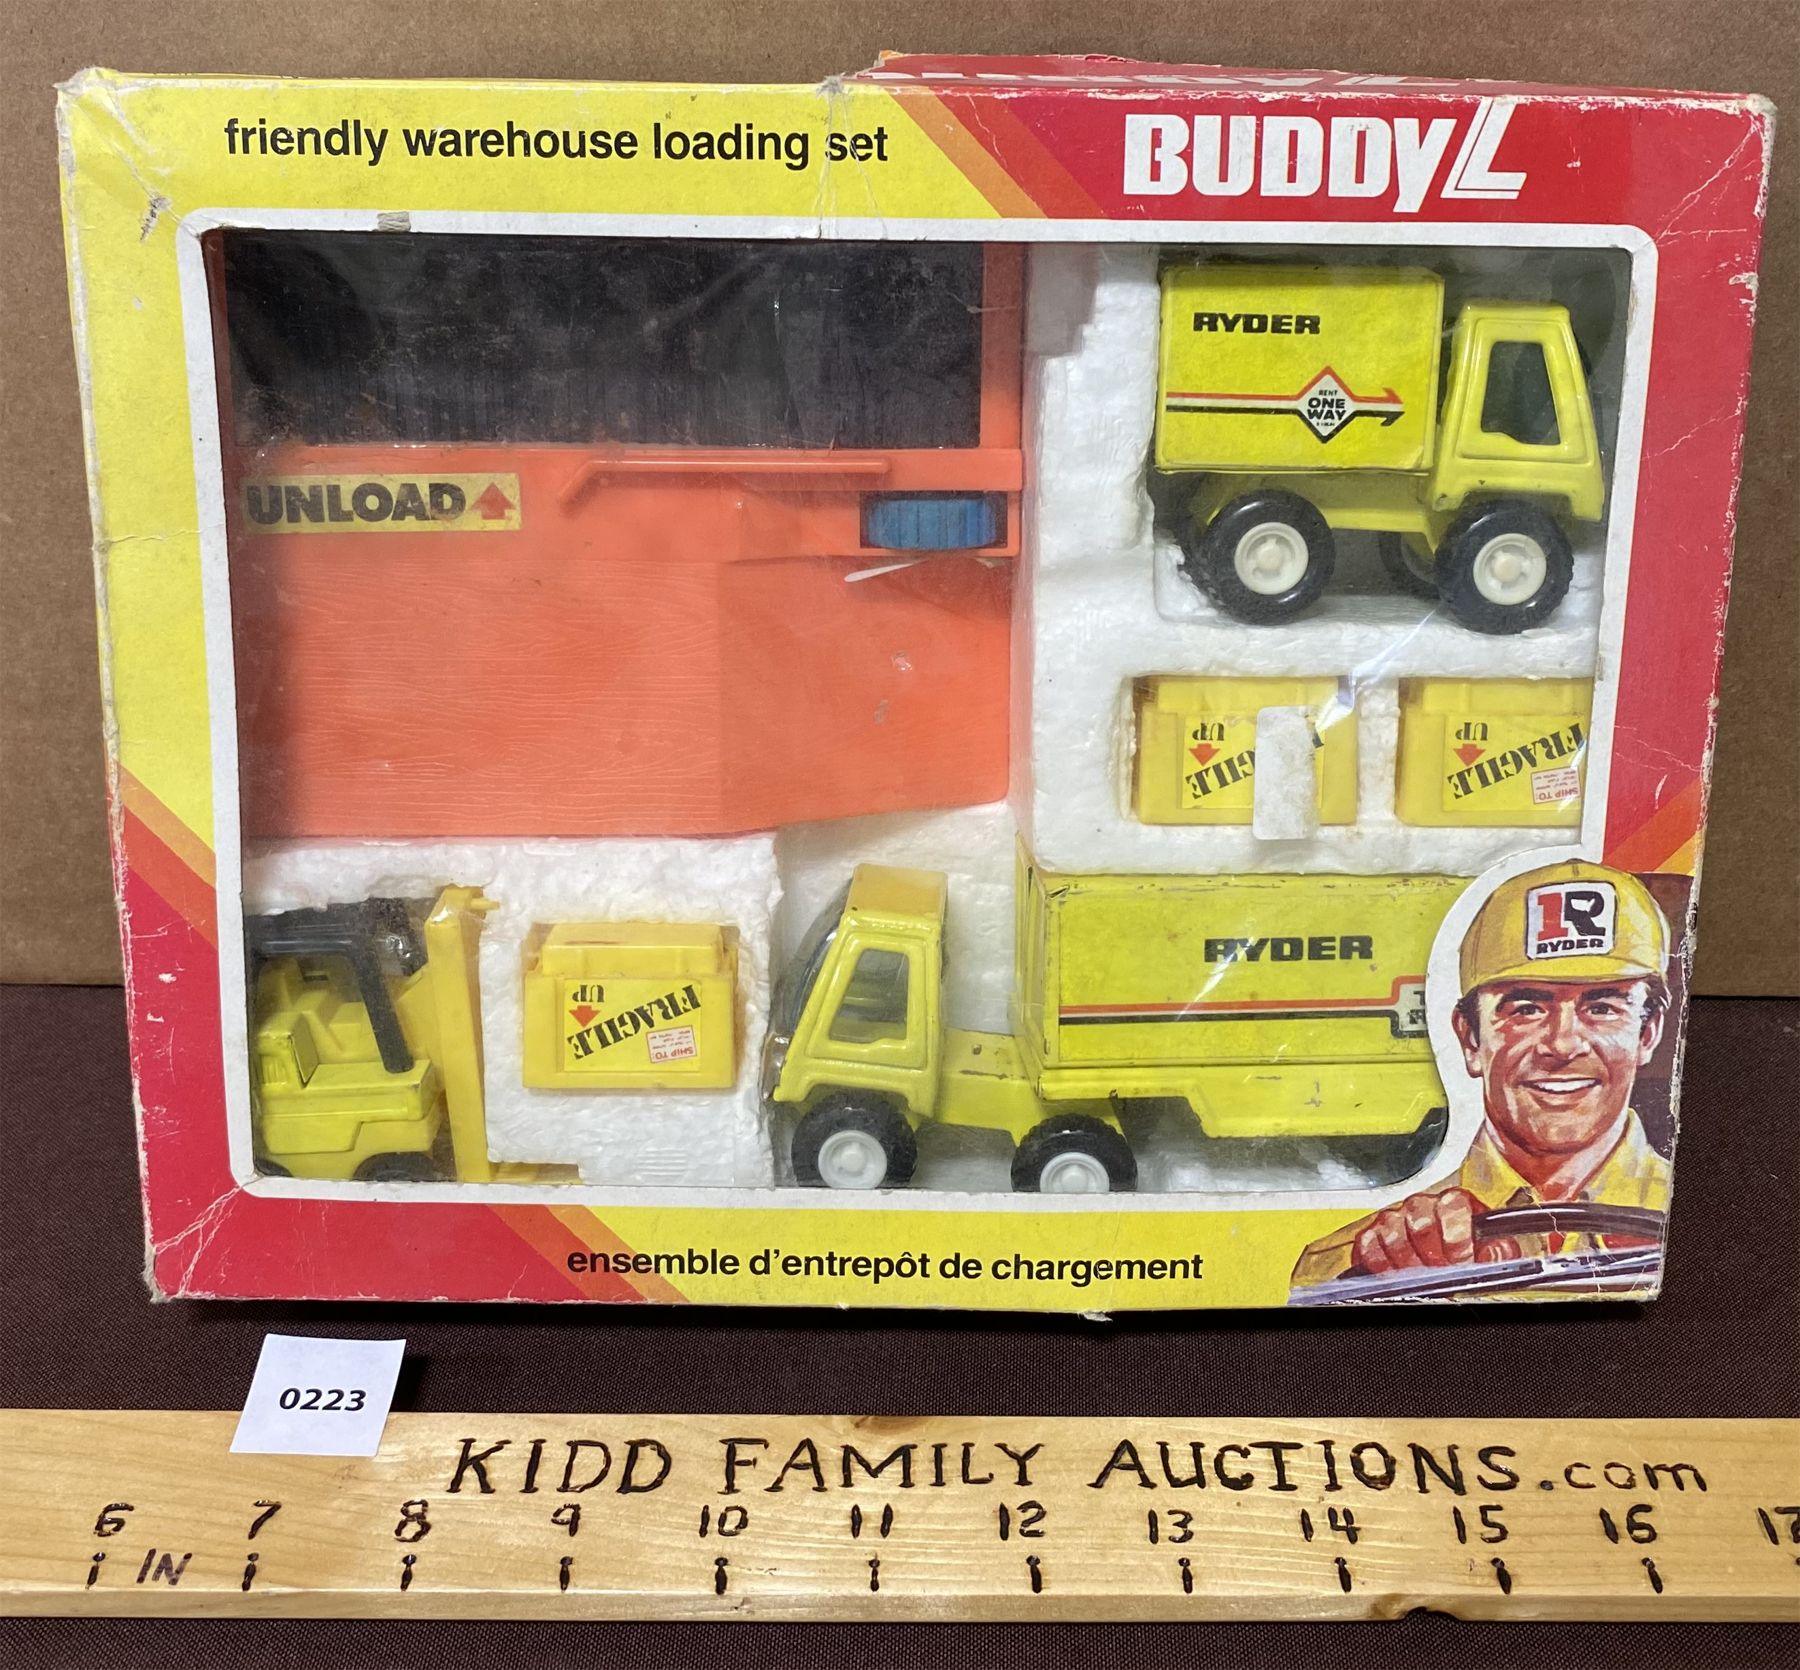 friendly warehouse loading set
BUDDY L
UNLOAD
RYDER
RENT
ONE
WAY
UP
FRAGILE
UP
FRAGILE
SHIP TO:
UP
FRAGILE
SHIP TO:
RYDER
R
RYDER
ensemble d'entrepôt de chargement
0223
KIDD FAMILY AUCTIONS.com
6 7 8 9 10 11 12 13 14 15 16 17
IN